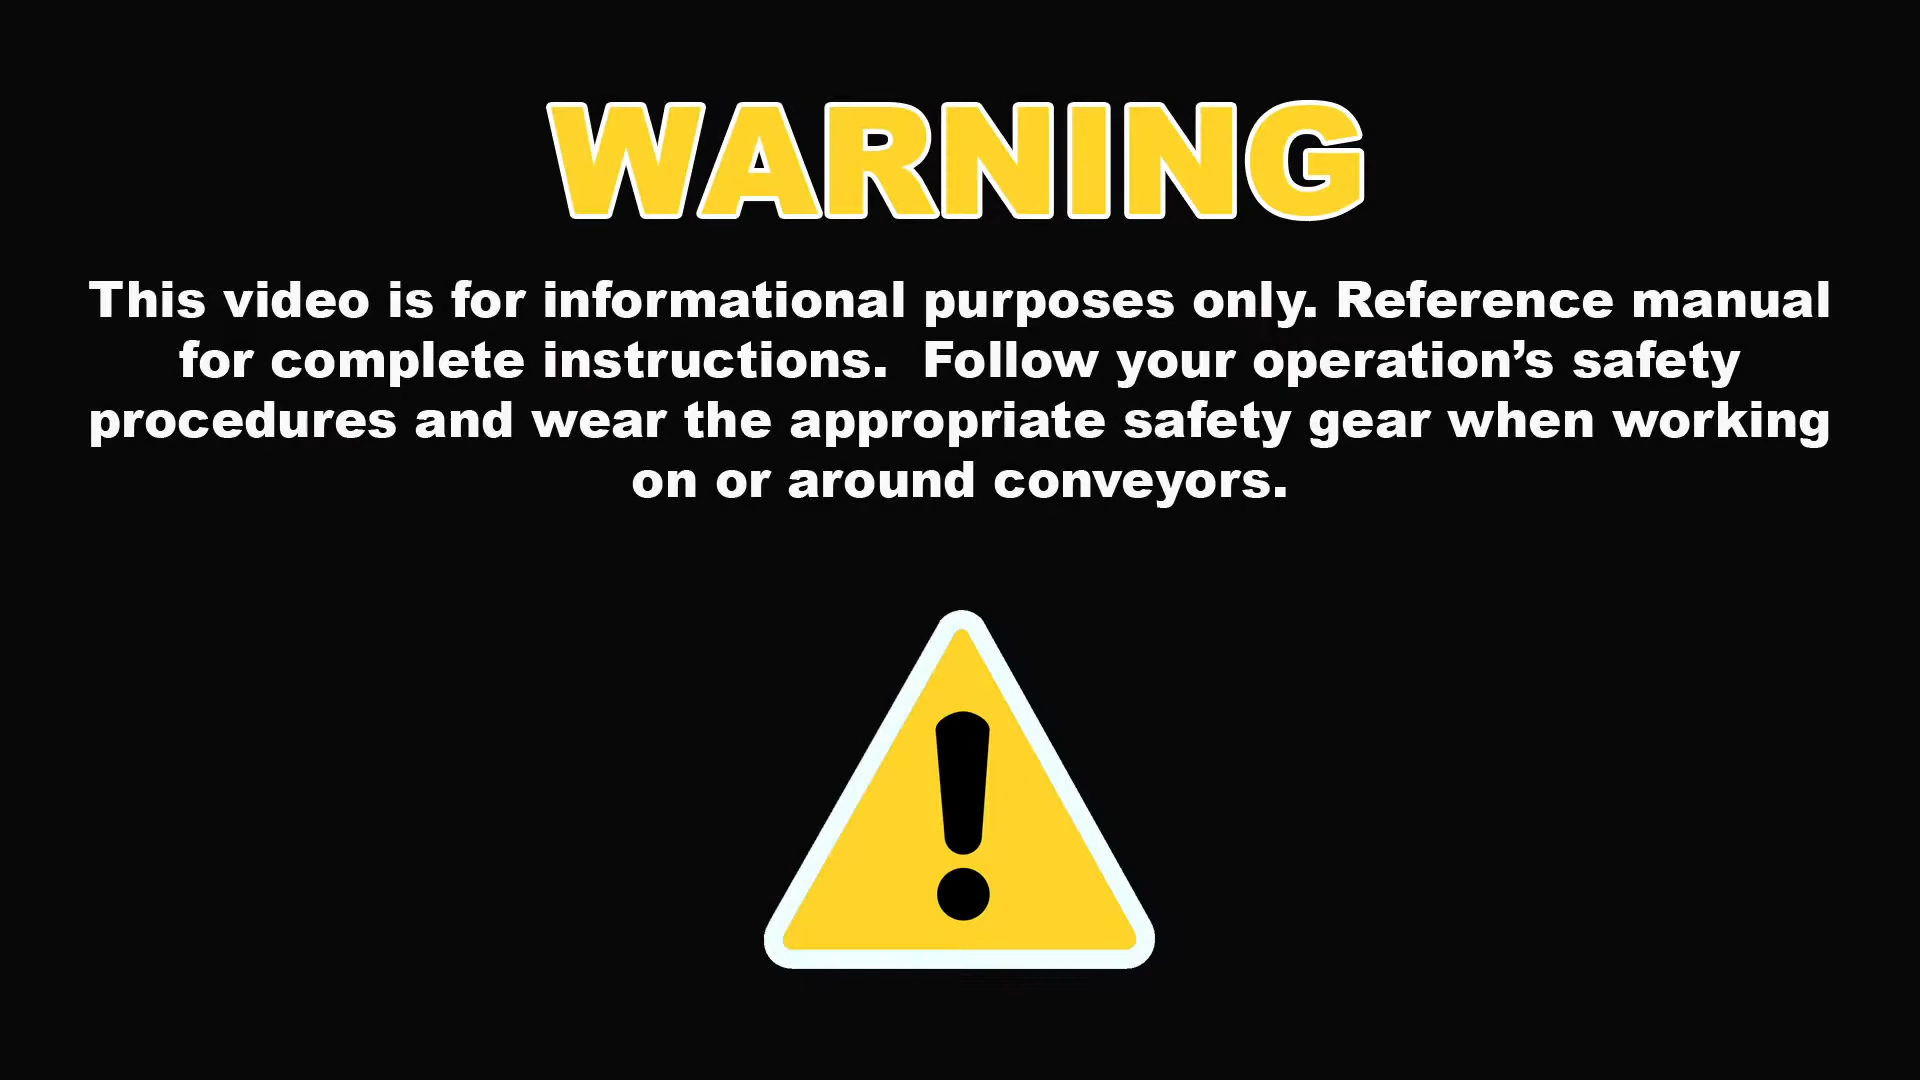 WARNING
This video is for informational purposes only. Reference manual
for complete instructions.  Follow your operation’s safety
procedures and wear the appropriate safety gear when working
on or around conveyors.